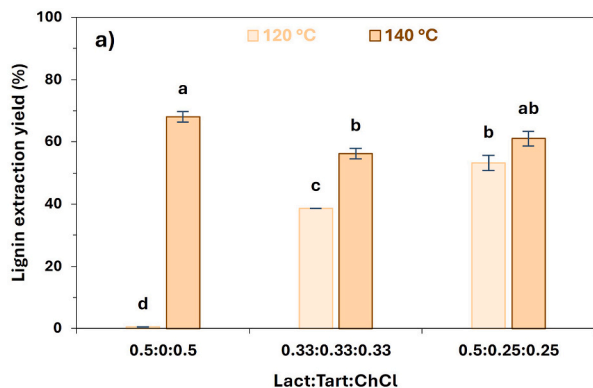 a)
120 °C
140 °C
Lignin extraction yield (%)
100
80
60
40
20
0
d
a
c
b
b
ab
0.5:0:0.5
0.33:0.33:0.33
0.5:0.25:0.25
Lact:Tart:ChCl